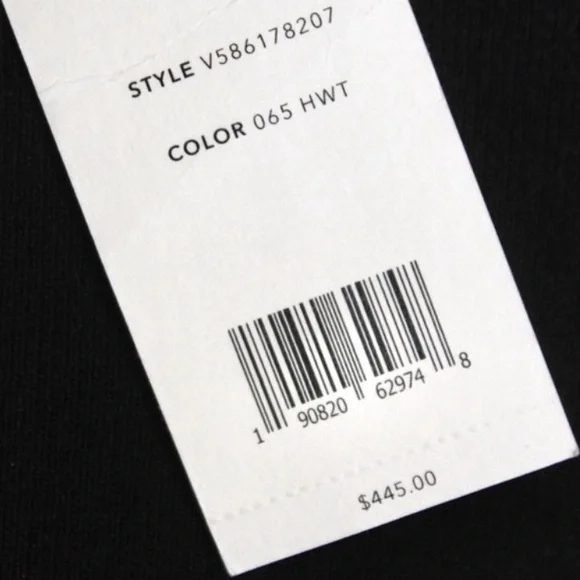 STYLE V586178207
COLOR 065 HWT
1 90820 62974 8
$445.00